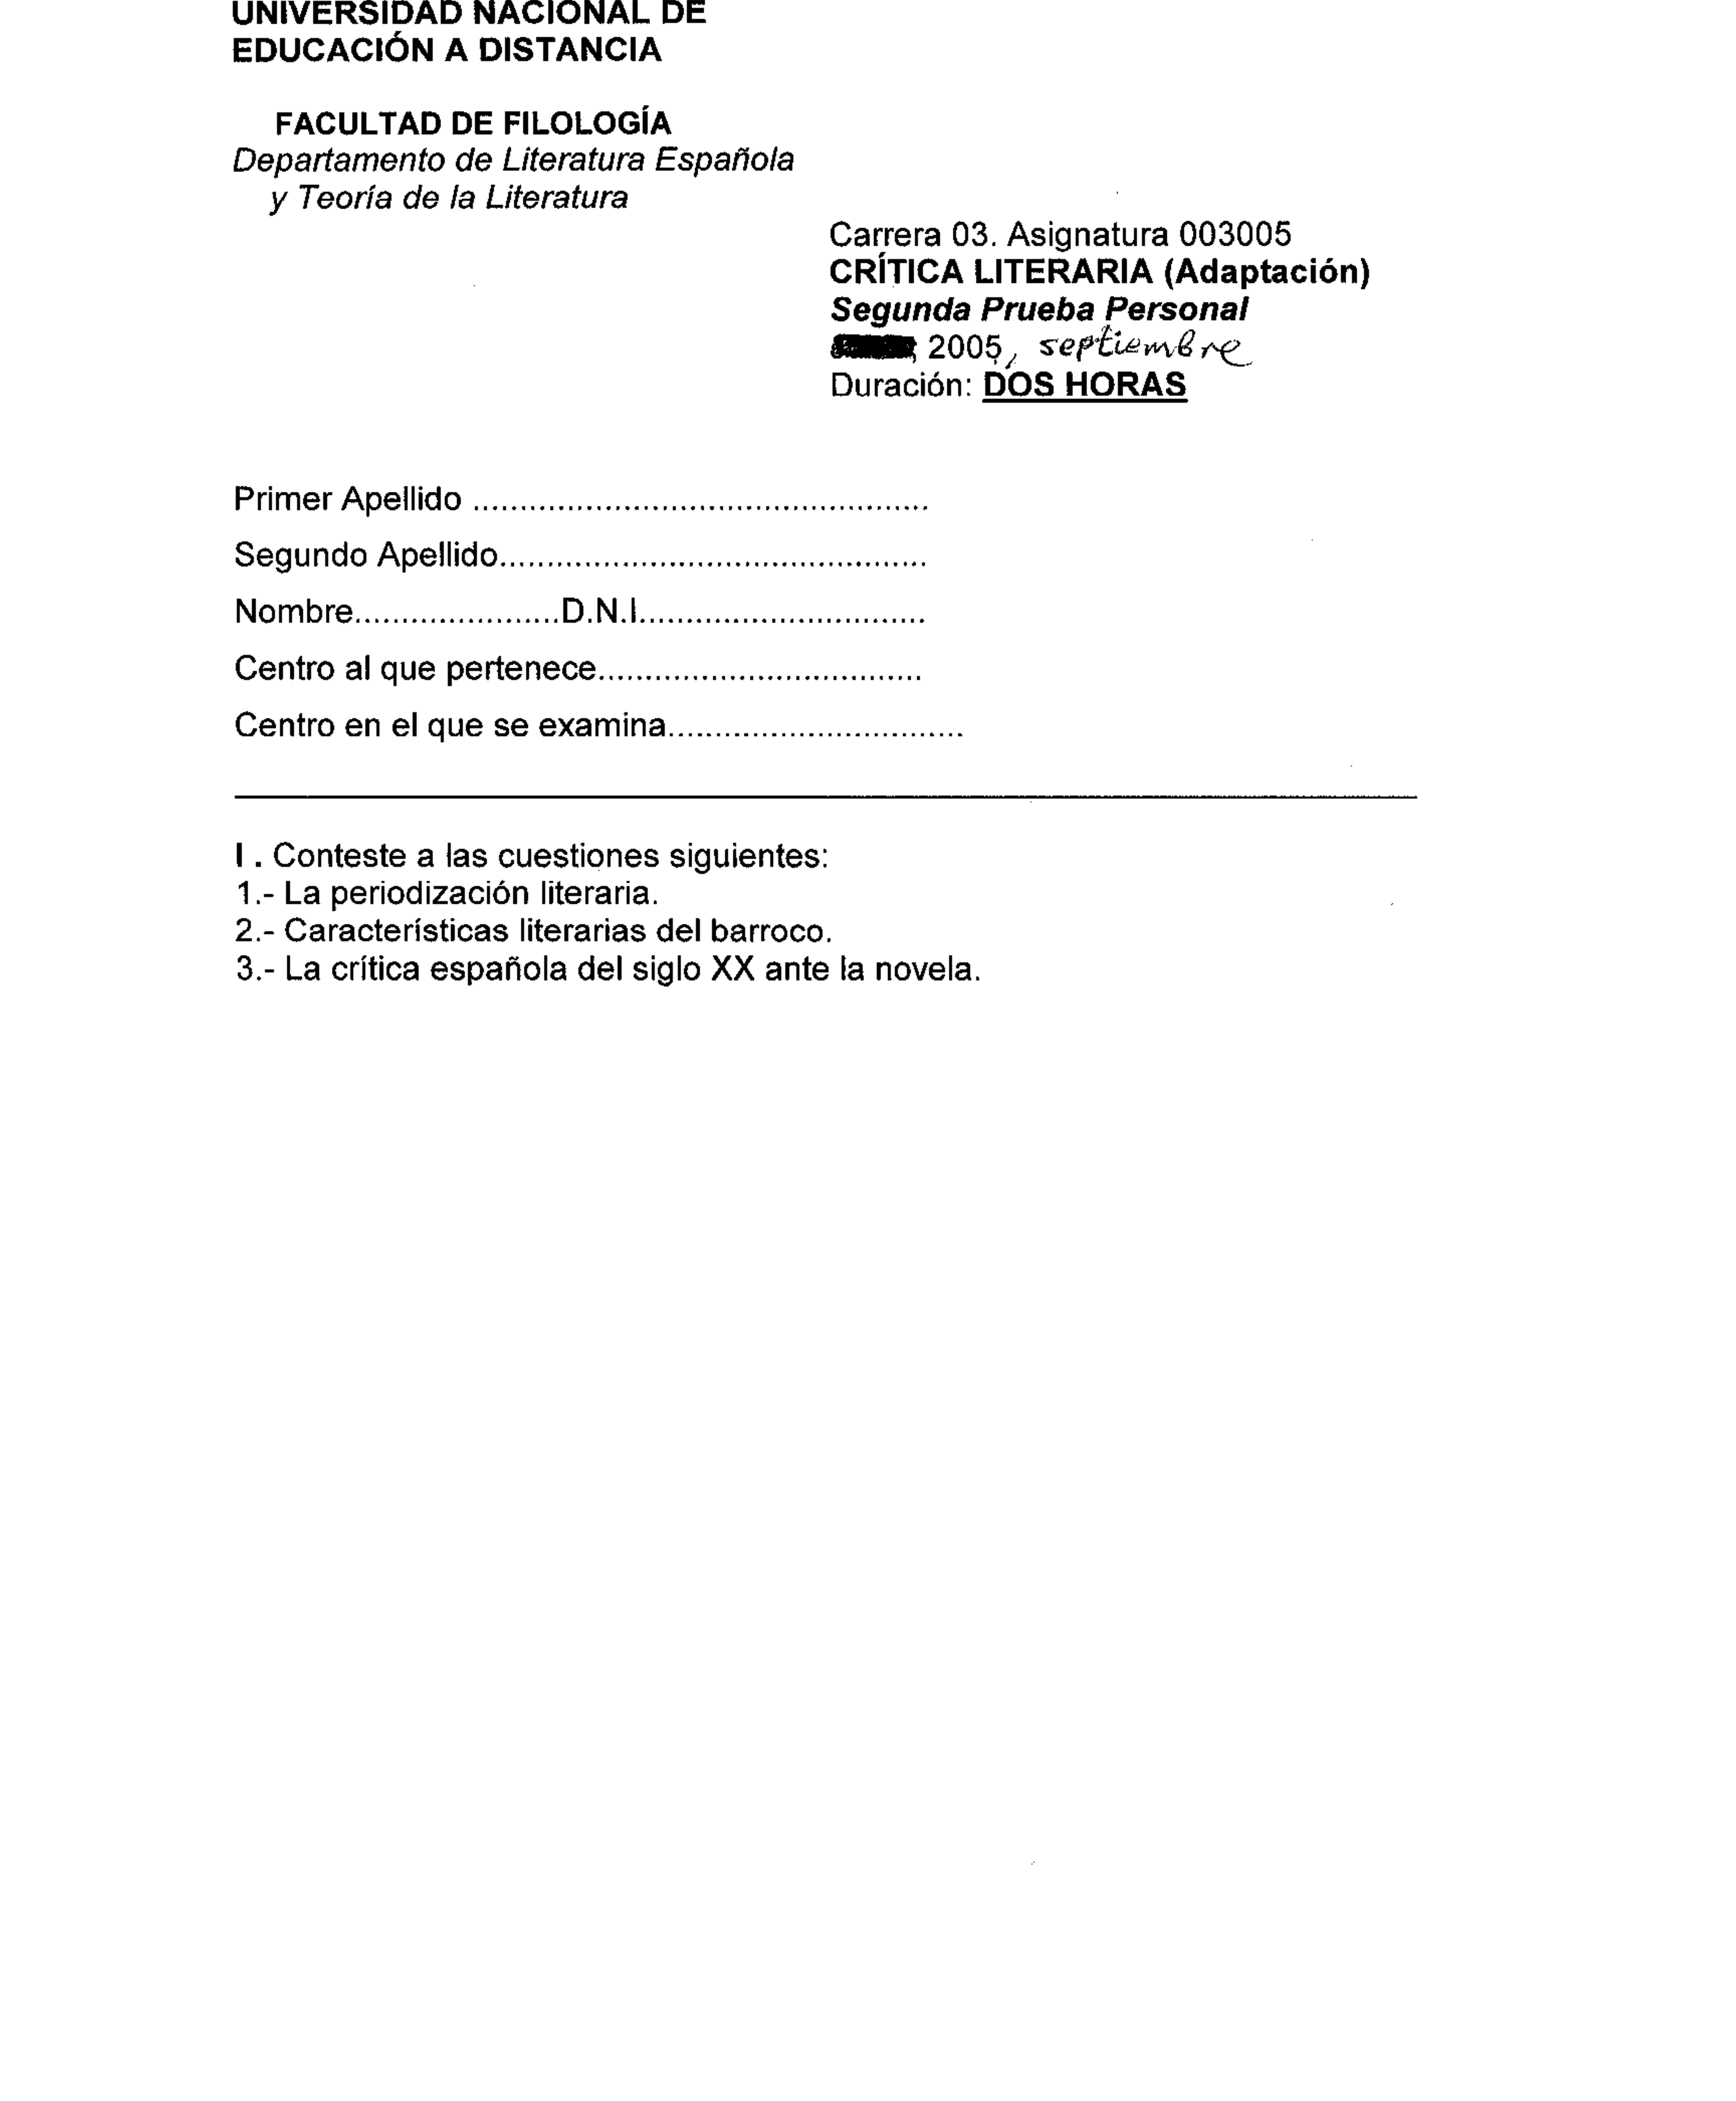 UNIVERSIDAD NACIONAL DE
EDUCACIÓN A DISTANCIA
FACULTAD DE FILOLOGÍA
Departamento de Literatura Española
y Teoría de la Literatura
Carrera 03. Asignatura 003005
CRÍTICA LITERARIA (Adaptación)
Segunda Prueba Personal
2005, septiembre
Duración: DOS HORAS
Primer Apellido ................................................
Segundo Apellido.............................................
Nombre......................D.N.I..............................
Centro al que pertenece..................................
Centro en el que se examina...............................
I . Conteste a las cuestiones siguientes:
1.- La periodización literaria.
2.- Características literarias del barroco.
3.- La crítica española del siglo XX ante la novela.